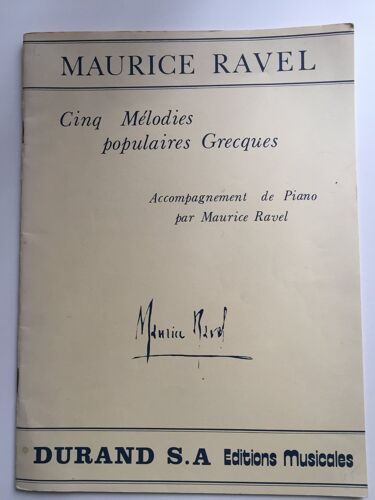 MAURICE RAVEL
Cinq Mélodies
populaires Grecques
Accompagnement de Piano
par Maurice Ravel
Maurice Ravel
DURAND S.A Editions Musicales